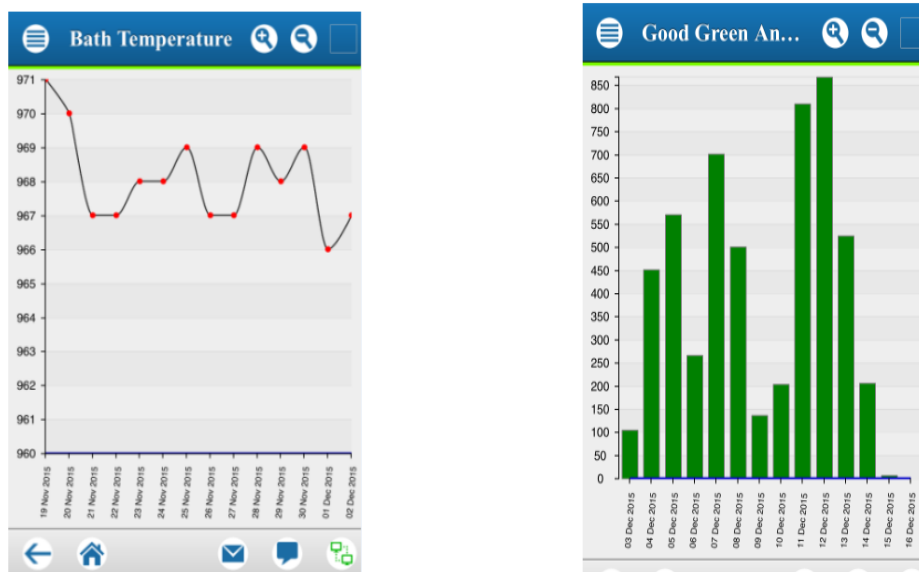 Bath Temperature
971
970
969
968
967
966
965
964
963
962
961
960
19 Nov 2015
20 Nov 2015
21 Nov 2015
22 Nov 2015
23 Nov 2015
24 Nov 2015
25 Nov 2015
26 Nov 2015
27 Nov 2015
28 Nov 2015
29 Nov 2015
30 Nov 2015
01 Dec 2015
02 Dec 2015
Good Green An...
850
800
750
700
650
600
550
500
450
400
350
300
250
200
150
100
50
0
03 Dec 2015
04 Dec 2015
05 Dec 2015
06 Dec 2015
07 Dec 2015
08 Dec 2015
09 Dec 2015
10 Dec 2015
11 Dec 2015
12 Dec 2015
13 Dec 2015
14 Dec 2015
15 Dec 2015
16 Dec 2015